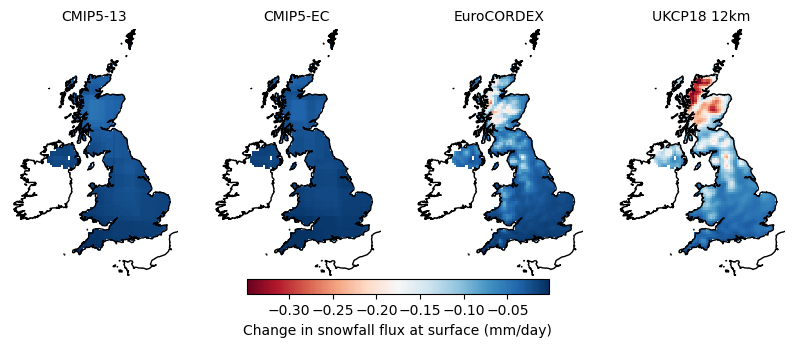 CMIP5-13 CMIP5-EC EuroCORDEX UKCP18 12km
−0.30 −0.25 −0.20 −0.15 −0.10 −0.05
Change in snowfall flux at surface (mm/day)